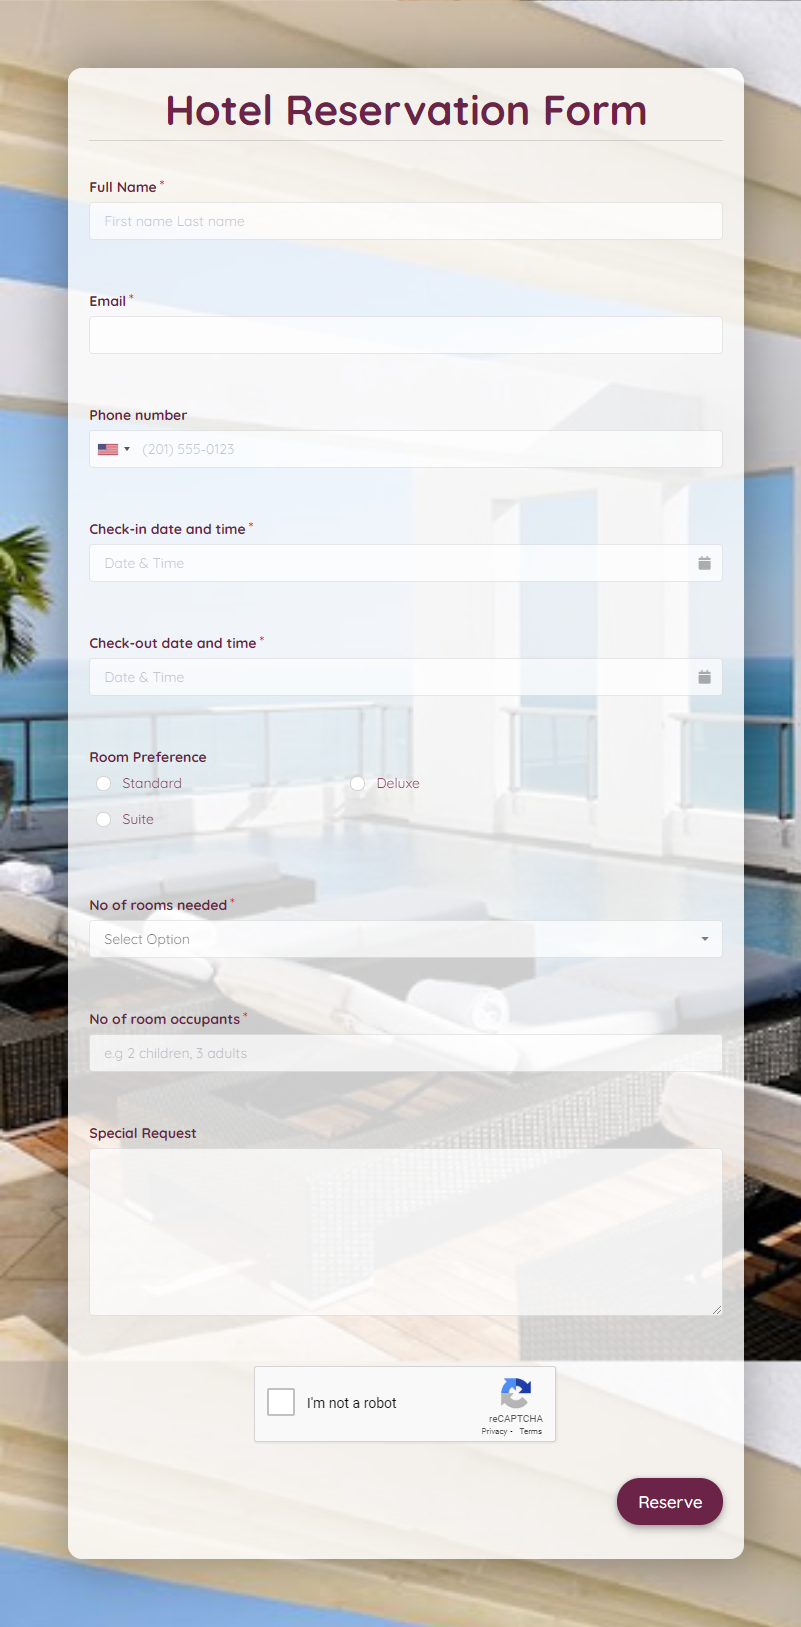 Hotel Reservation Form
Full Name *
First name Last name
Email *
Phone number
(201) 555-0123
Check-in date and time *
Date & Time
Check-out date and time *
Date & Time
Room Preference
Standard
Deluxe
Suite
No of rooms needed *
Select Option
No of room occupants *
e.g 2 children, 3 adults
Special Request
I'm not a robot
reCAPTCHA
Privacy - Terms
Reserve